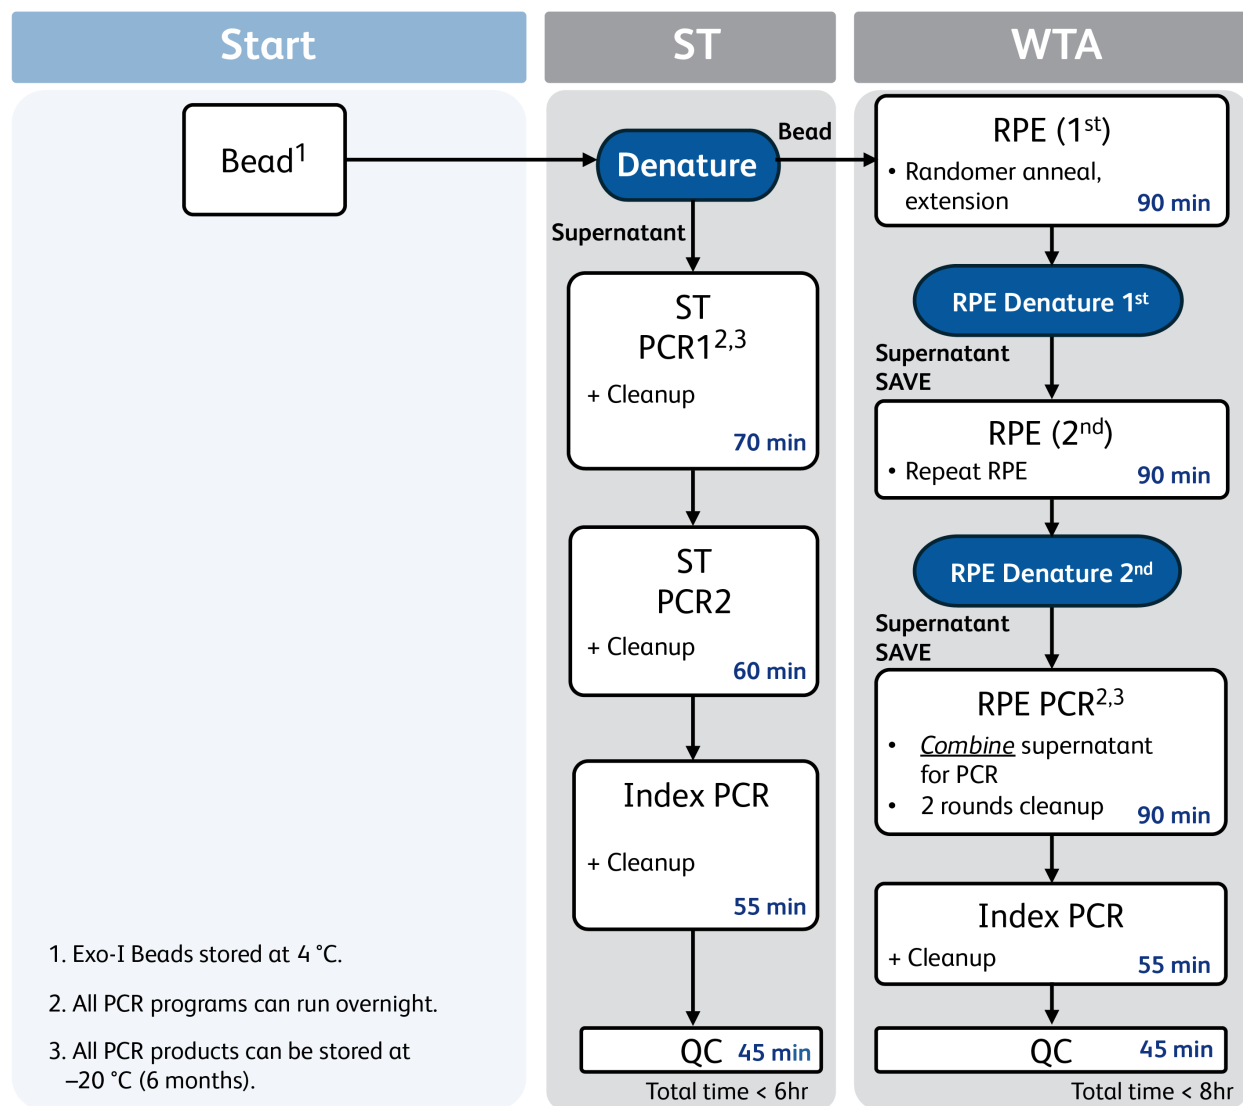 Start
Bead¹
1. Exo-I Beads stored at 4 °C.
2. All PCR programs can run overnight.
3. All PCR products can be stored at
–20 °C (6 months).
ST
Denature
Bead
Supernatant
ST
PCR1²,³
+ Cleanup
70 min
ST
PCR2
+ Cleanup
60 min
Index PCR
+ Cleanup
55 min
QC 45 min
Total time < 6hr
WTA
RPE (1ˢᵗ)
• Randomer anneal,
extension 90 min
RPE Denature 1ˢᵗ
Supernatant
SAVE
RPE (2ⁿᵈ)
• Repeat RPE 90 min
RPE Denature 2ⁿᵈ
Supernatant
SAVE
RPE PCR²,³
• Combine supernatant
for PCR
• 2 rounds cleanup 90 min
Index PCR
+ Cleanup 55 min
QC 45 min
Total time < 8hr